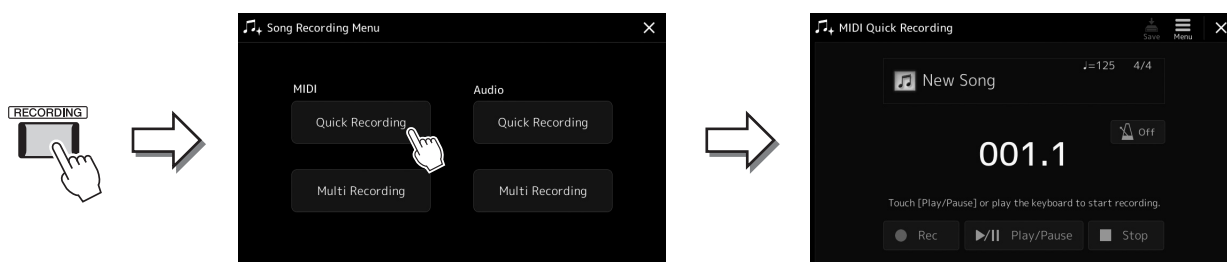 RECORDING
Song Recording Menu
MIDI
Audio
Quick Recording
Quick Recording
Multi Recording
Multi Recording
MIDI Quick Recording
Save
Menu
New Song
♩=125 4/4
Off
001.1
Touch [Play/Pause] or play the keyboard to start recording.
Rec
Play/Pause
Stop